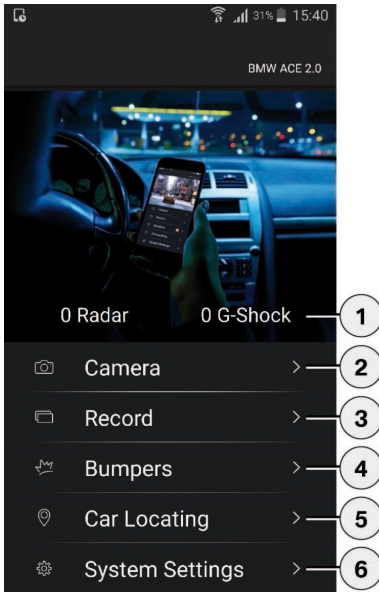 31% 15:40
BMW ACE 2.0
0 Radar 0 G-Shock 1
Camera 2
Record 3
Bumpers 4
Car Locating 5
System Settings 6